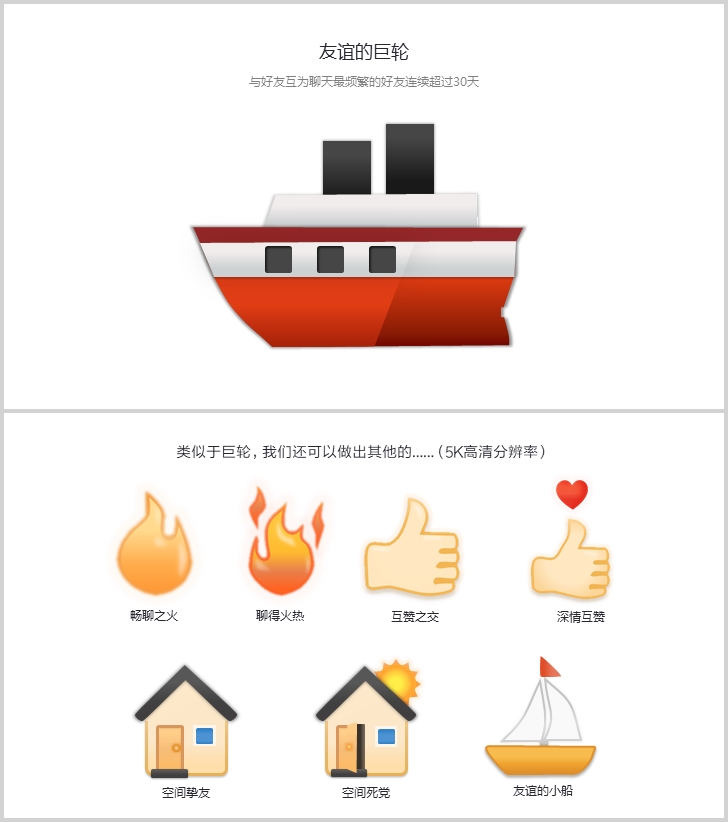 友谊的巨轮
与好友互为聊天最频繁的好友连续超过30天
类似于巨轮，我们还可以做出其他的......（5K高清分辨率）
畅聊之火
聊得火热
互赞之交
深情互赞
空间挚友
空间死党
友谊的小船